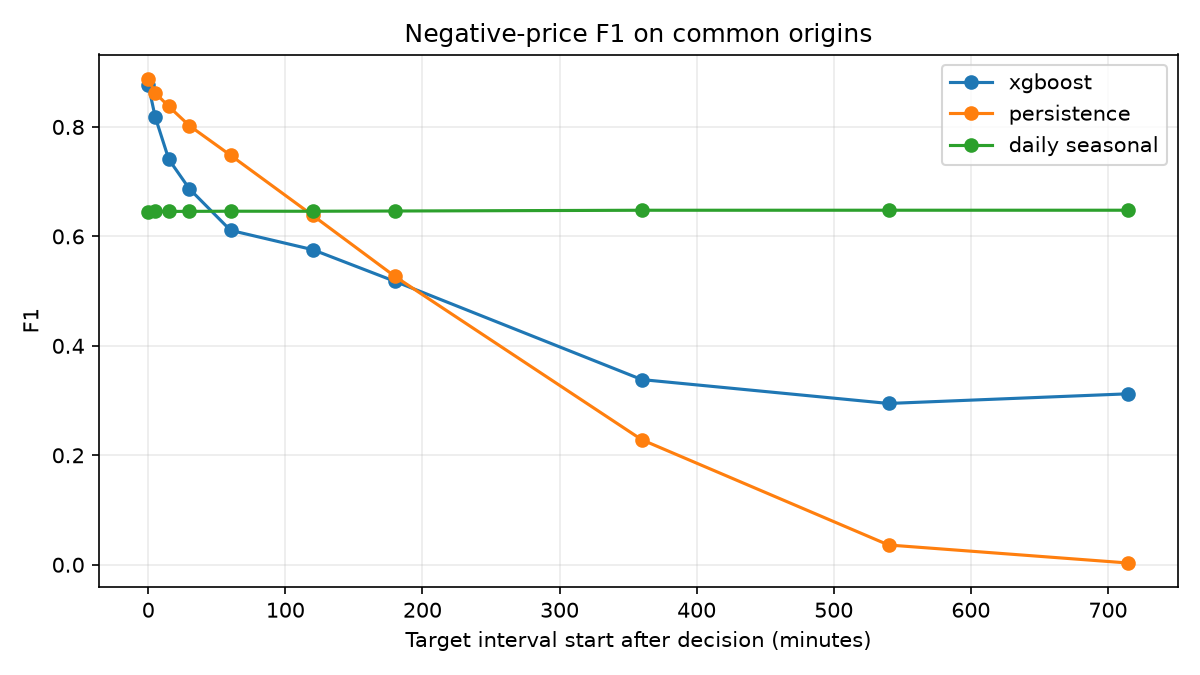 Negative-price F1 on common origins
xgboost
persistence
daily seasonal
F1
0.8
0.6
0.4
0.2
0.0
0 100 200 300 400 500 600 700
Target interval start after decision (minutes)